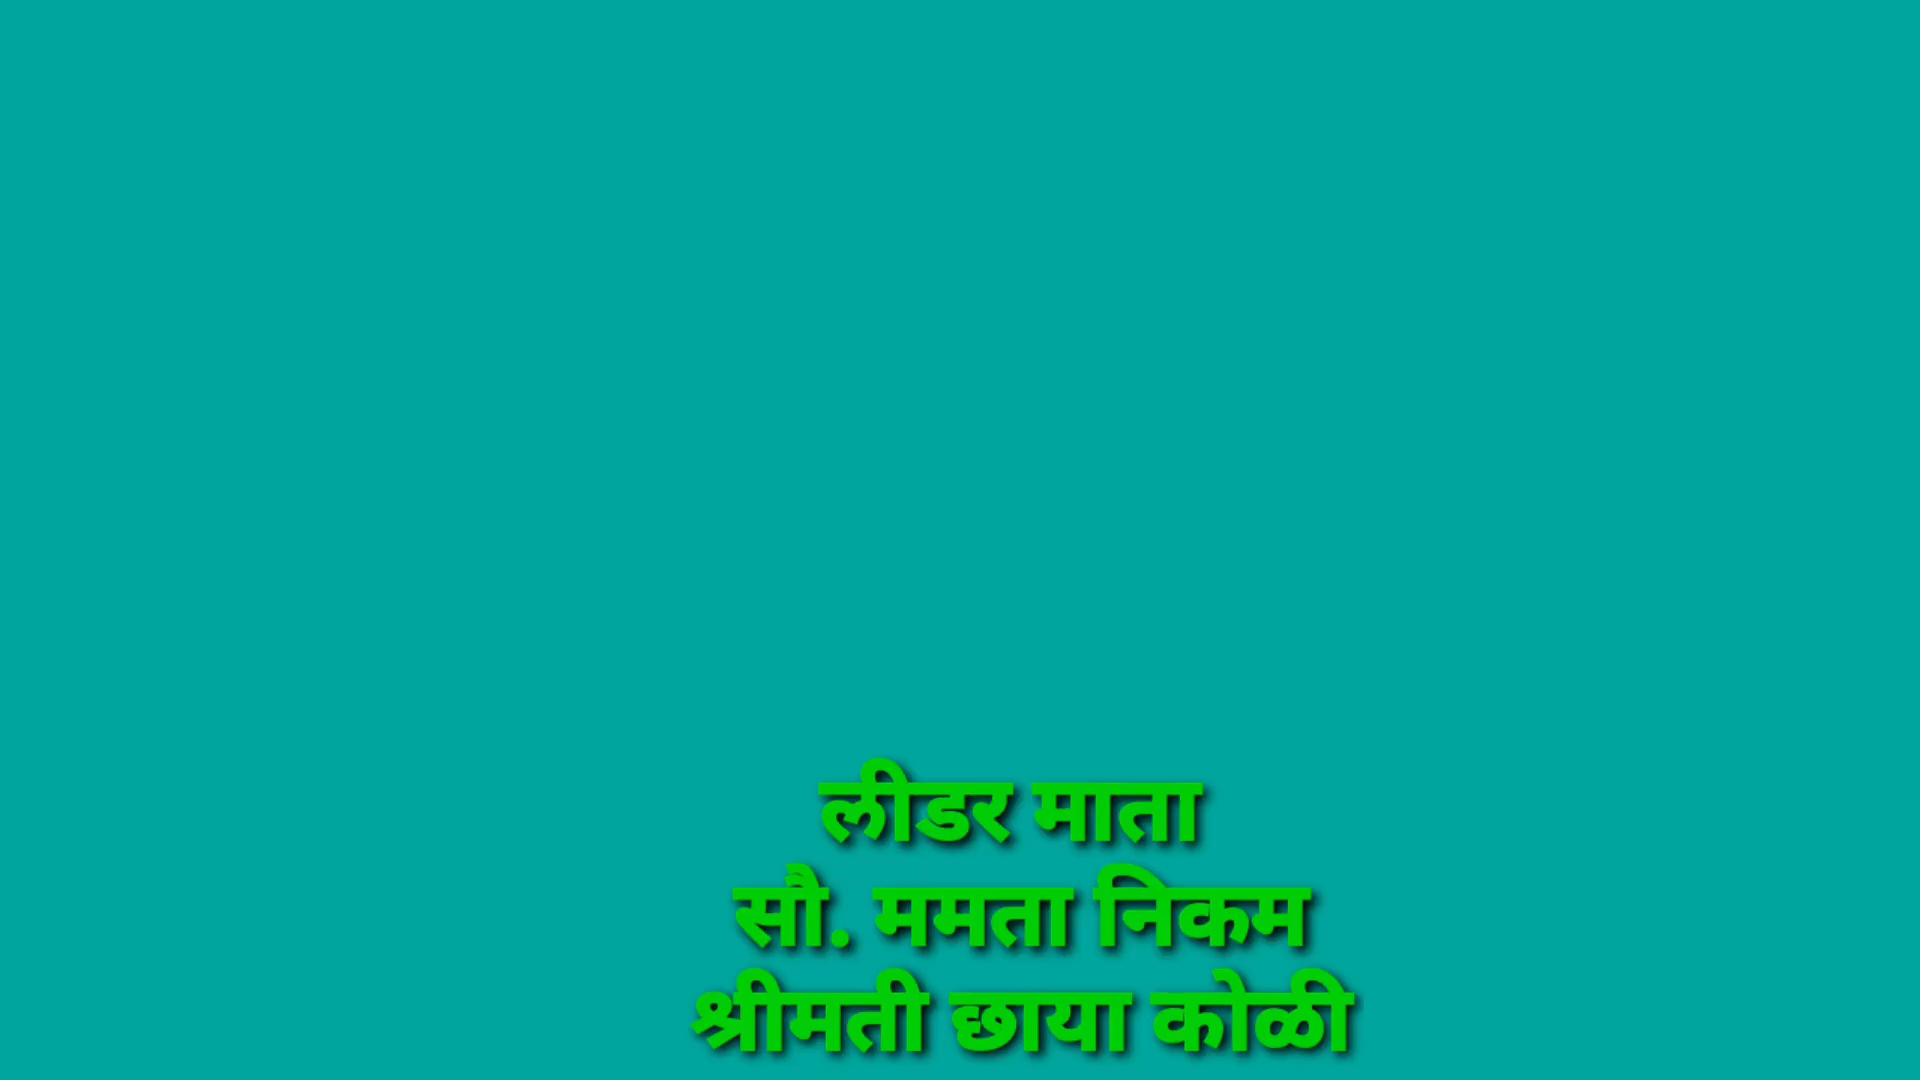 लीडर माता
सौ. ममता निकम
श्रीमती छाया कोळी